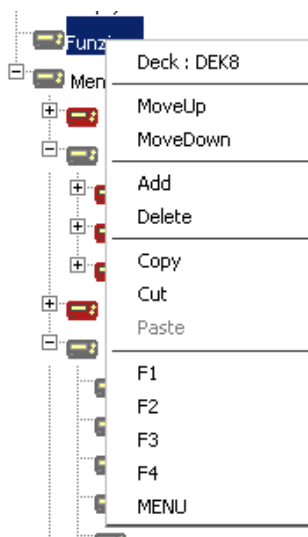 Funzi
Men
Deck : DEK8
MoveUp
MoveDown
Add
Delete
Copy
Cut
Paste
F1
F2
F3
F4
MENU